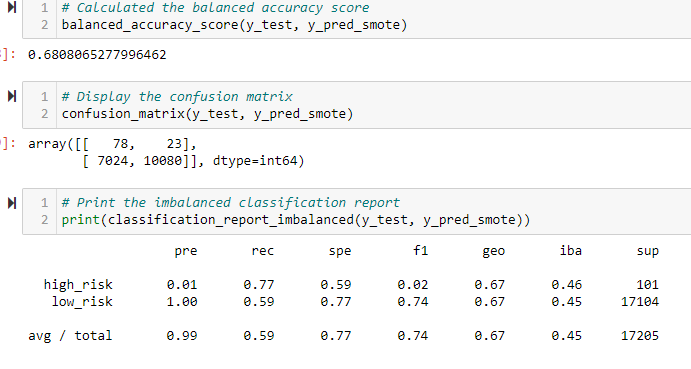 1 # Calculated the balanced accuracy score
2 balanced_accuracy_score(y_test, y_pred_smote)
]: 0.6808065277996462
1 # Display the confusion matrix
2 confusion_matrix(y_test, y_pred_smote)
]: array([[   78,    23],
       [ 7024, 10080]], dtype=int64)
1 # Print the imbalanced classification report
2 print(classification_report_imbalanced(y_test, y_pred_smote))
pre rec spe f1 geo iba sup
high_risk 0.01 0.77 0.59 0.02 0.67 0.46 101
low_risk 1.00 0.59 0.77 0.74 0.67 0.45 17104
avg / total 0.99 0.59 0.77 0.74 0.67 0.45 17205